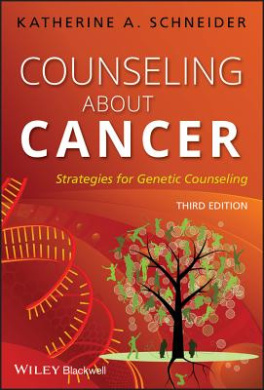 KATHERINE A. SCHNEIDER
COUNSELING
ABOUT
CANCER
Strategies for Genetic Counseling
THIRD EDITION
WILEY Blackwell